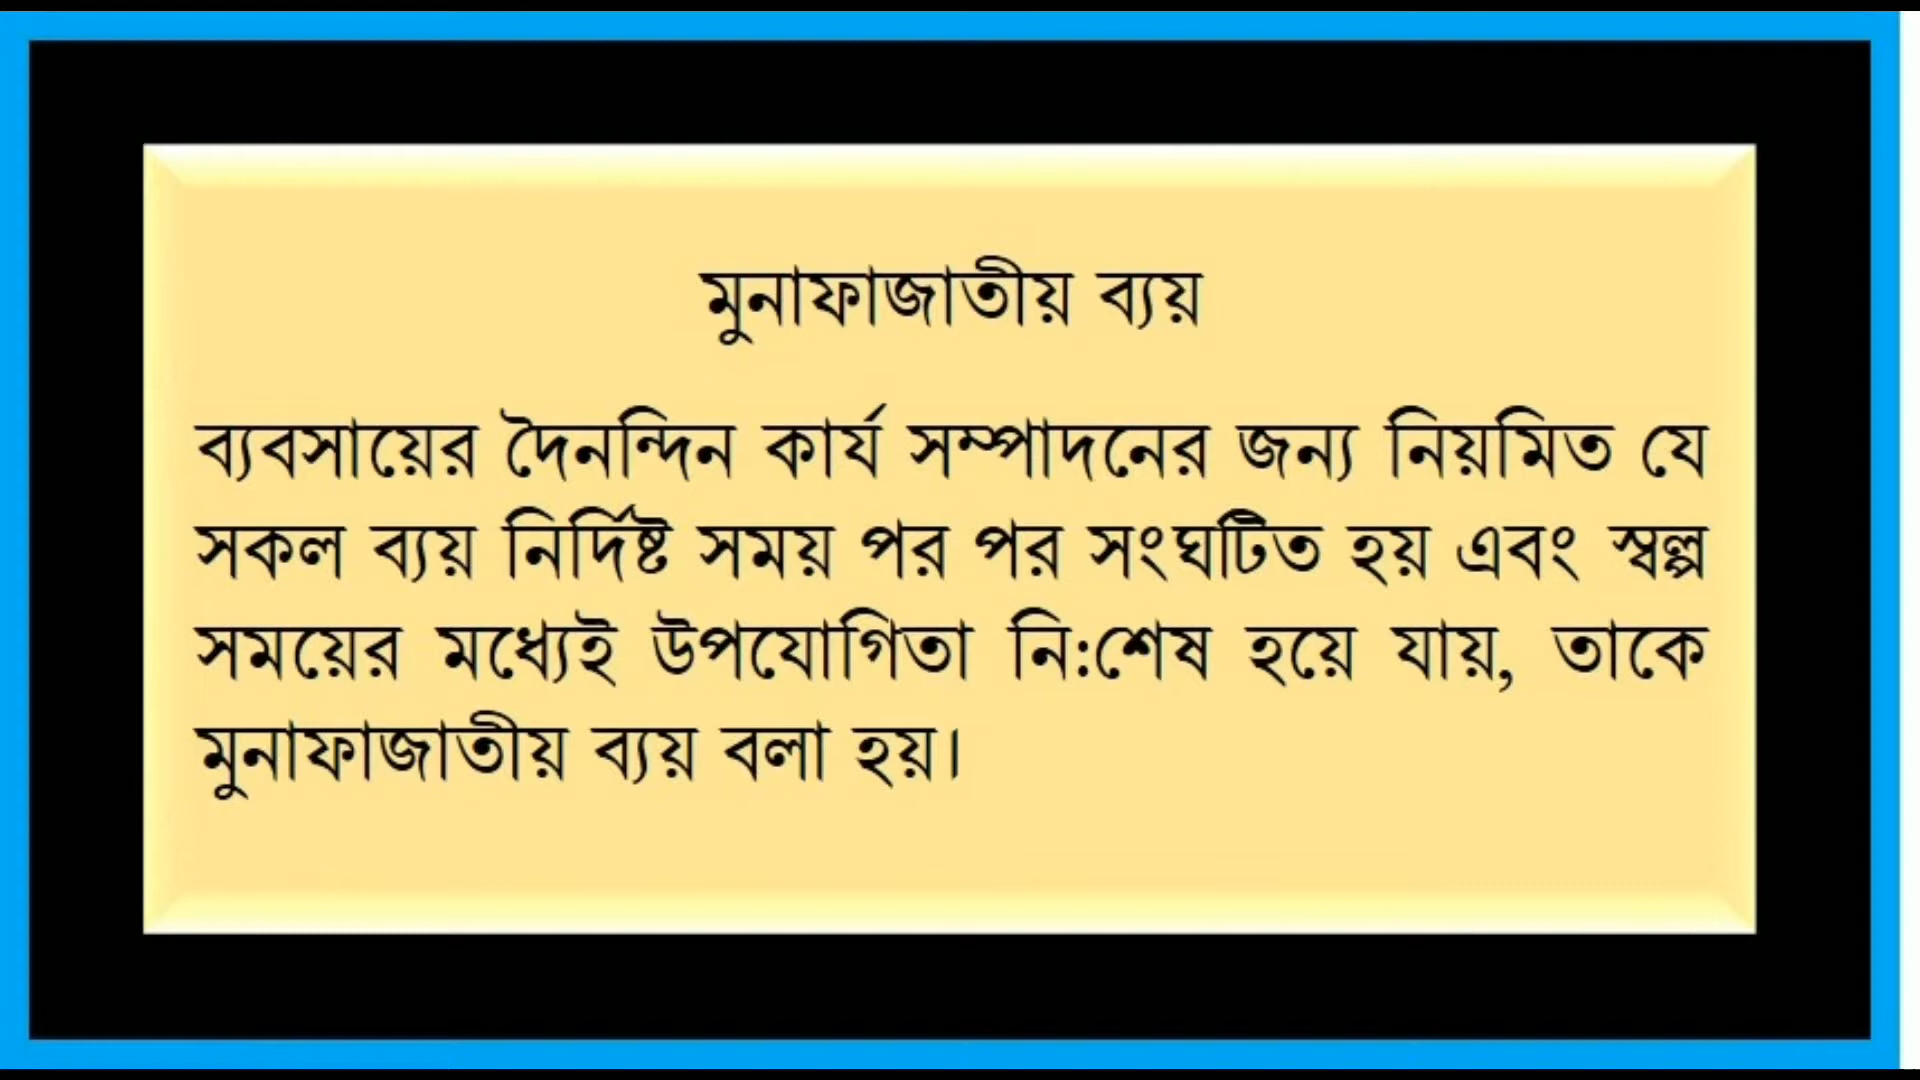 মুনাফাজাতীয় ব্যয়
ব্যবসায়ের দৈনন্দিন কার্য সম্পাদনের জন্য নিয়মিত যে
সকল ব্যয় নির্দিষ্ট সময় পর পর সংঘটিত হয় এবং স্বল্প
সময়ের মধ্যেই উপযোগিতা নি:শেষ হয়ে যায়, তাকে
মুনাফাজাতীয় ব্যয় বলা হয়।